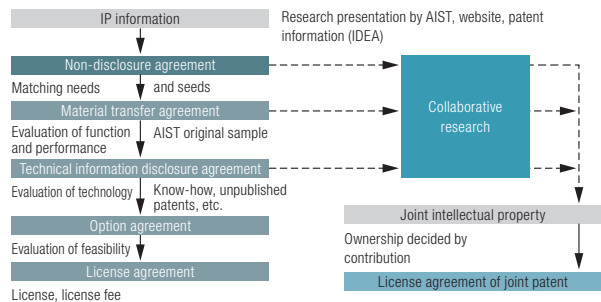 IP information
Research presentation by AIST, website, patent
information (IDEA)
Non-disclosure agreement
Matching needs
and seeds
Material transfer agreement
Evaluation of function
and performance
AIST original sample
Technical information disclosure agreement
Evaluation of technology
Know-how, unpublished
patents, etc.
Option agreement
Evaluation of feasibility
License agreement
License, license fee
Collaborative
research
Joint intellectual property
Ownership decided by
contribution
License agreement of joint patent